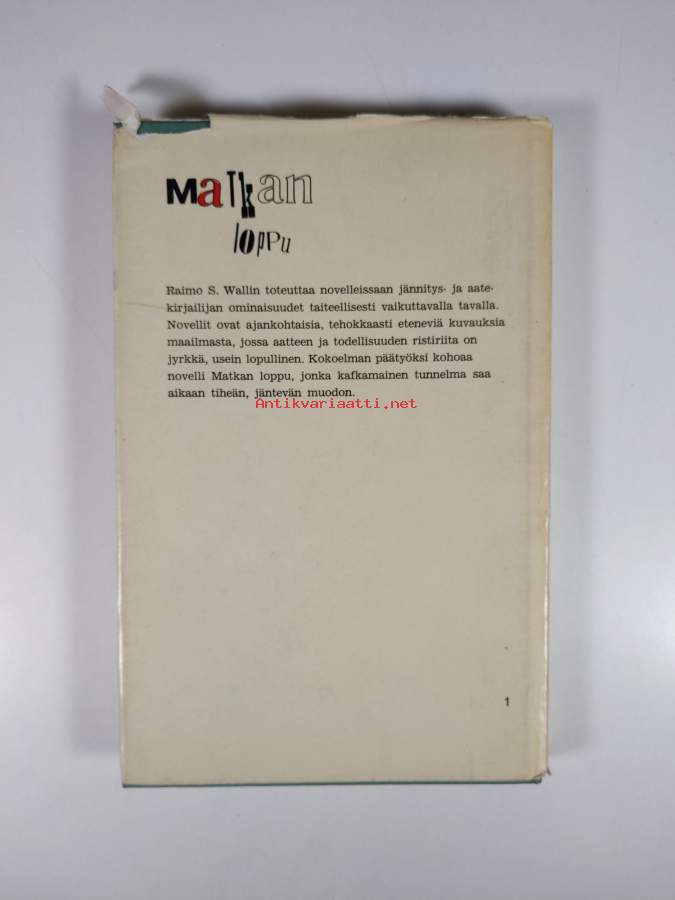 Matkan
loppu
Raimo S. Wallin toteuttaa novelleissaan jännitys- ja aate-
kirjailijan ominaisuudet taiteellisesti vaikuttavalla tavalla.
Novellit ovat ajankohtaisia, tehokkaasti eteneviä kuvauksia
maailmasta, jossa aatteen ja todellisuuden ristiriita on
jyrkkä, usein lopullinen. Kokoelman päätyöksi kohoaa
novelli Matkan loppu, jonka kafkamainen tunnelma saa
aikaan tiheän, jäntevän muodon.
Antikvariaatti.net
1